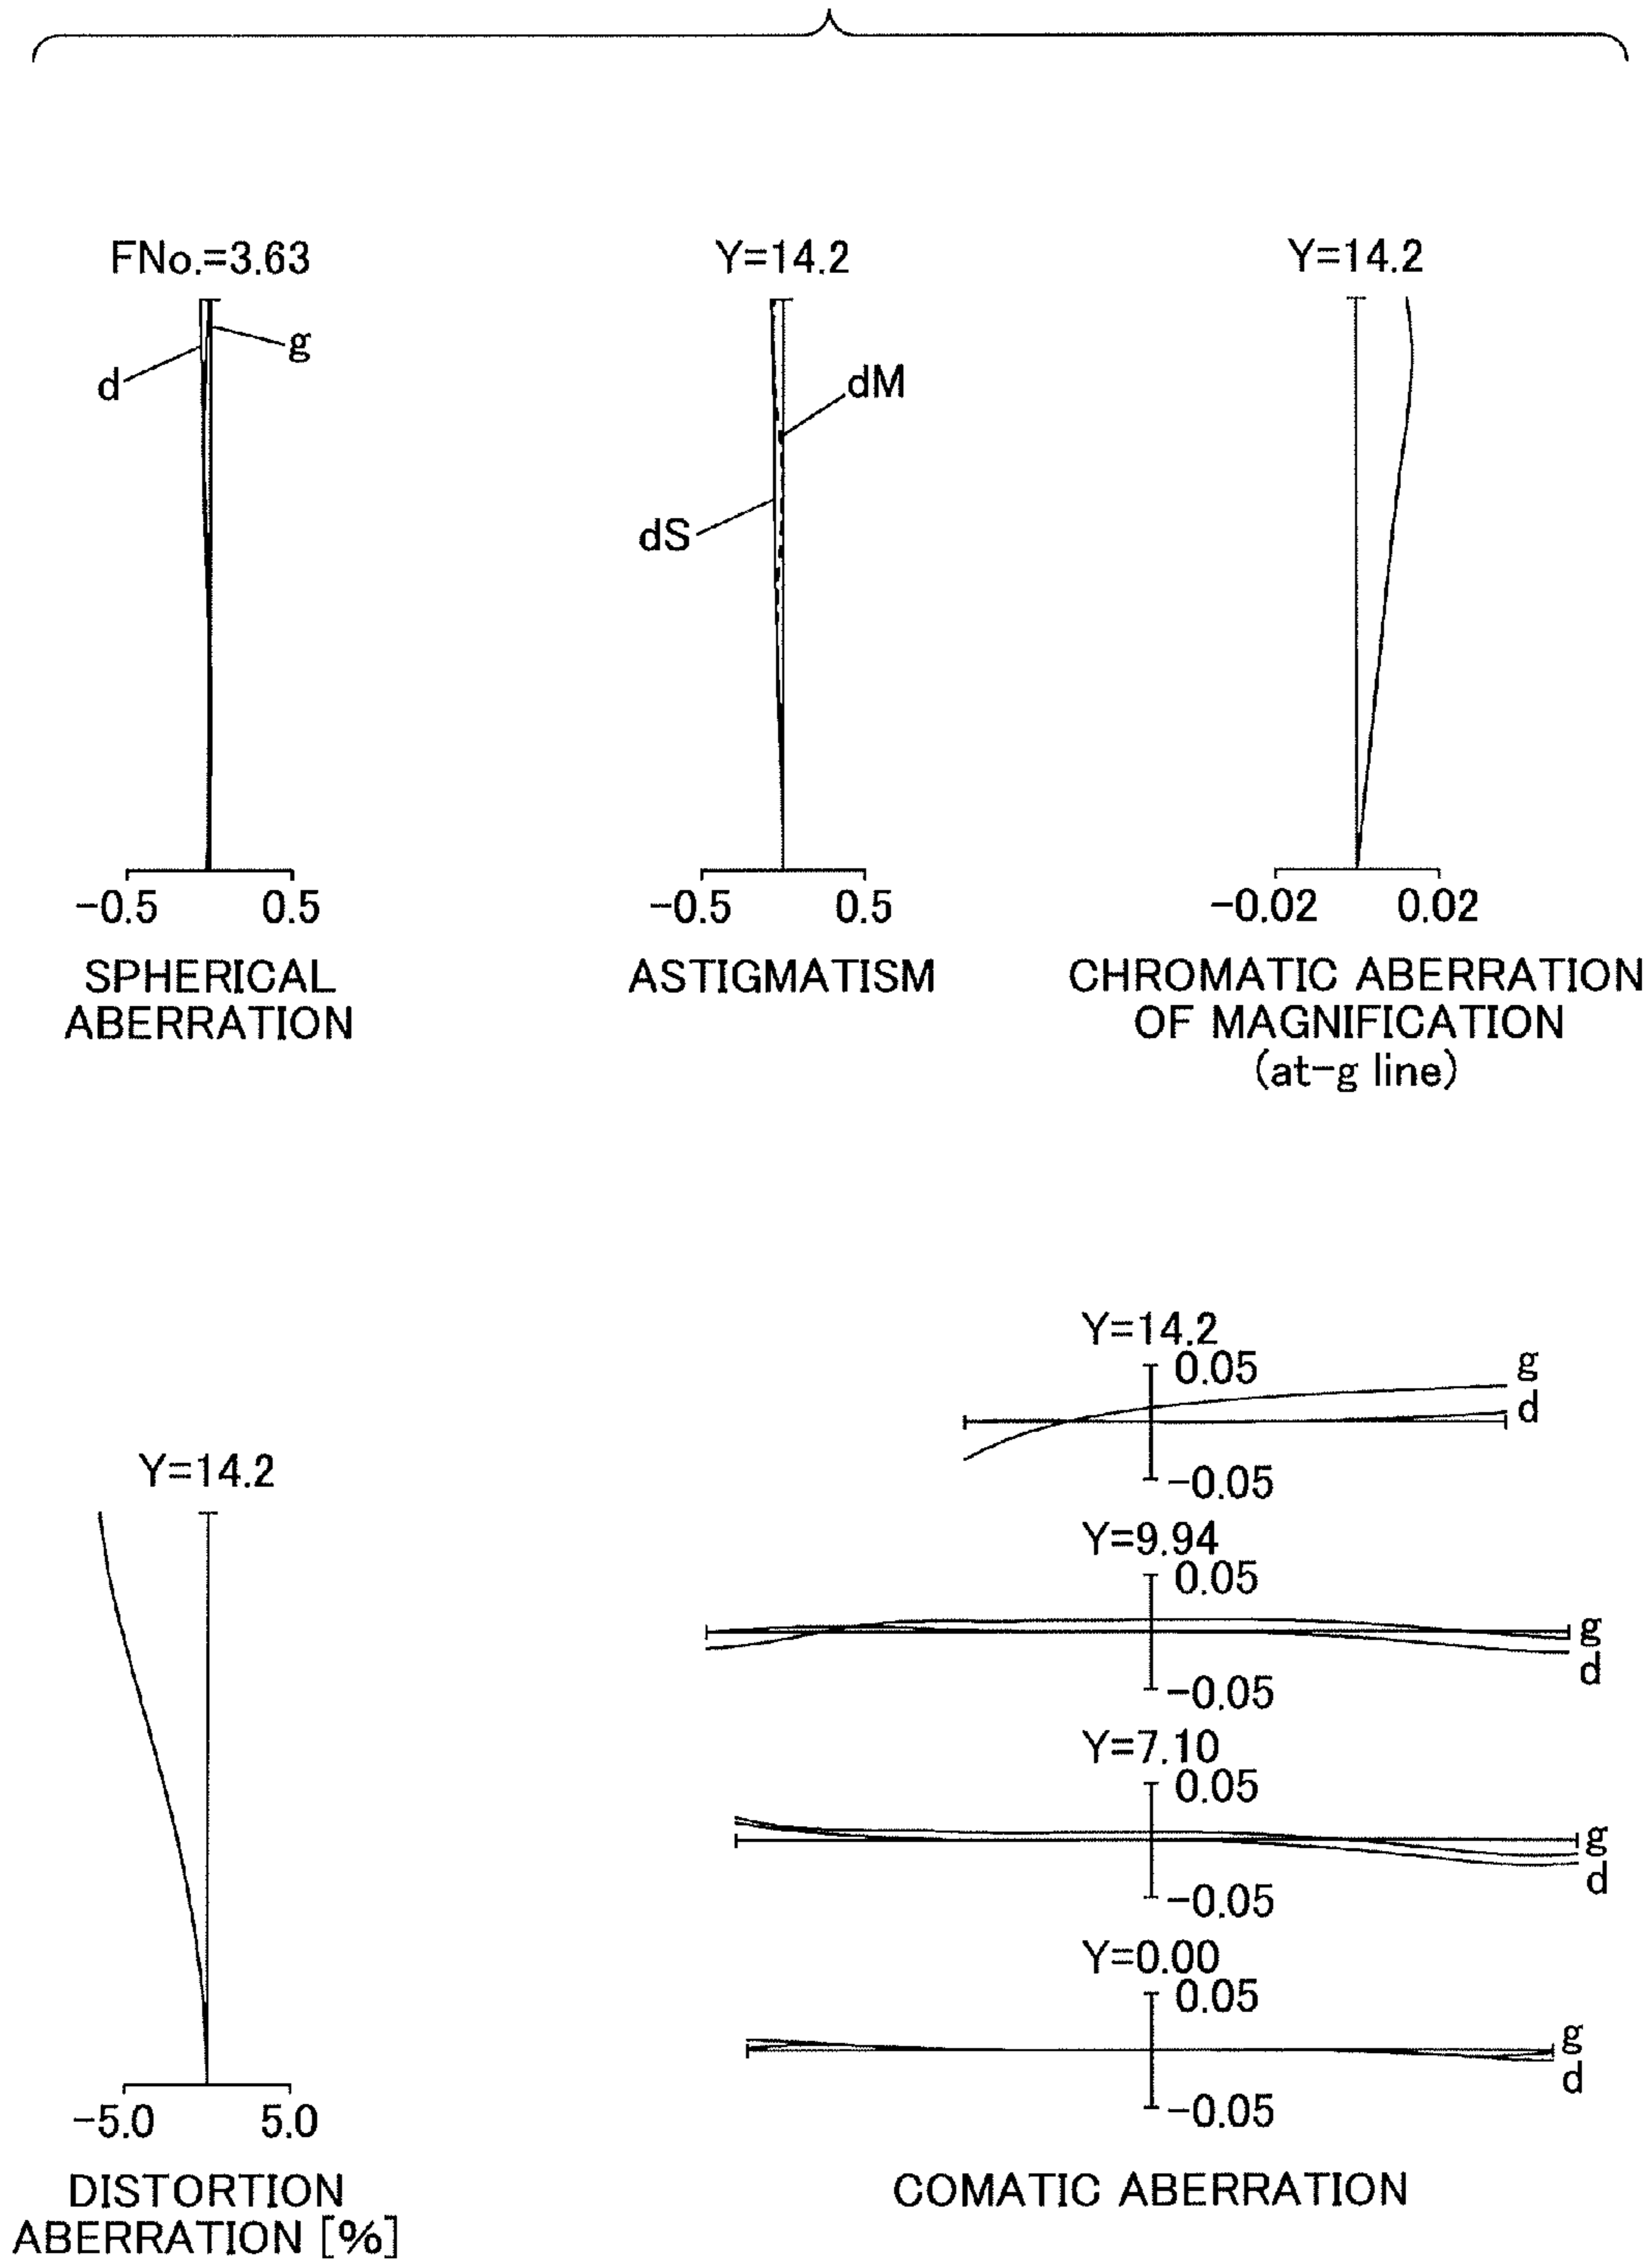 FNo.=3.63
g
d
-0.5 0.5
SPHERICAL
ABERRATION
Y=14.2
dM
dS
-0.5 0.5
ASTIGMATISM
Y=14.2
-0.02 0.02
CHROMATIC ABERRATION
OF MAGNIFICATION
(at-g line)
Y=14.2
-5.0 5.0
DISTORTION
ABERRATION [%]
Y=14.2
0.05
g
d
-0.05
Y=9.94
0.05
g
d
-0.05
Y=7.10
0.05
g
d
-0.05
Y=0.00
0.05
g
d
-0.05
COMATIC ABERRATION